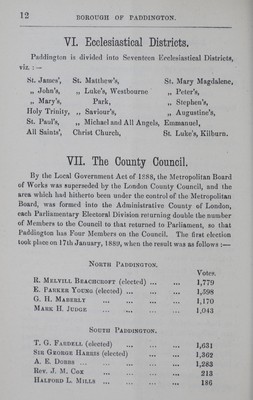 12 BOROUGH OF PADDINGTON.
VI. Ecclesiastical Districts,
Paddington is divided into Seventeen Ecclesiastical Districts,
viz. :—
St. James', St. Matthew's, St. Mary Magdalene,
„ John's, „ Luke's, Westbourne „ Peter's,
„ Mary's, Park, „ Stephen's,
Holy Trinity, „ Saviour's, „ Augustine's,
St. Paul's, „ Michael and All Angels, Emmanuel,
All Saints', Christ Church, St. Luke's, Kilburn.
VII. The County Council.
By the Local Government Act of 1888, the Metropolitan Board
of Works was superseded by the London County Council, and the
area which had hitherto been under the control of the Metropolitan
Board, was formed into the Administrative County of London,
each Parliamentary Electoral Division returning double the number
of Members to the Council to that returned to Parliament, so that
Paddington has Four Members on the Council. The first election
took place on 17th January, 1889, when the result was as follows :—
NORTH PADDINGTON.
Votes.
R. MELVILL BEACHCROFT (elected) ... ... 1,779
E. PARKER YOUNG (elected) ... ... ... 1,598
G. H. MABERLY ... ... ... ... 1,170
MARK H. JUDGE ... ... ... ... 1,043
SOUTH PADDINGTON.
T. G. FARDELL (elected) ... ... ... 1,631
SIR GEORGE HARRIS (elected) ... ... 1,362
A. E. DOBBS ... ... ... ... ... 1,283
REV. J. M. COX ... ... ... ... 213
HALFORD L. MILLS ... ... ... ... 186